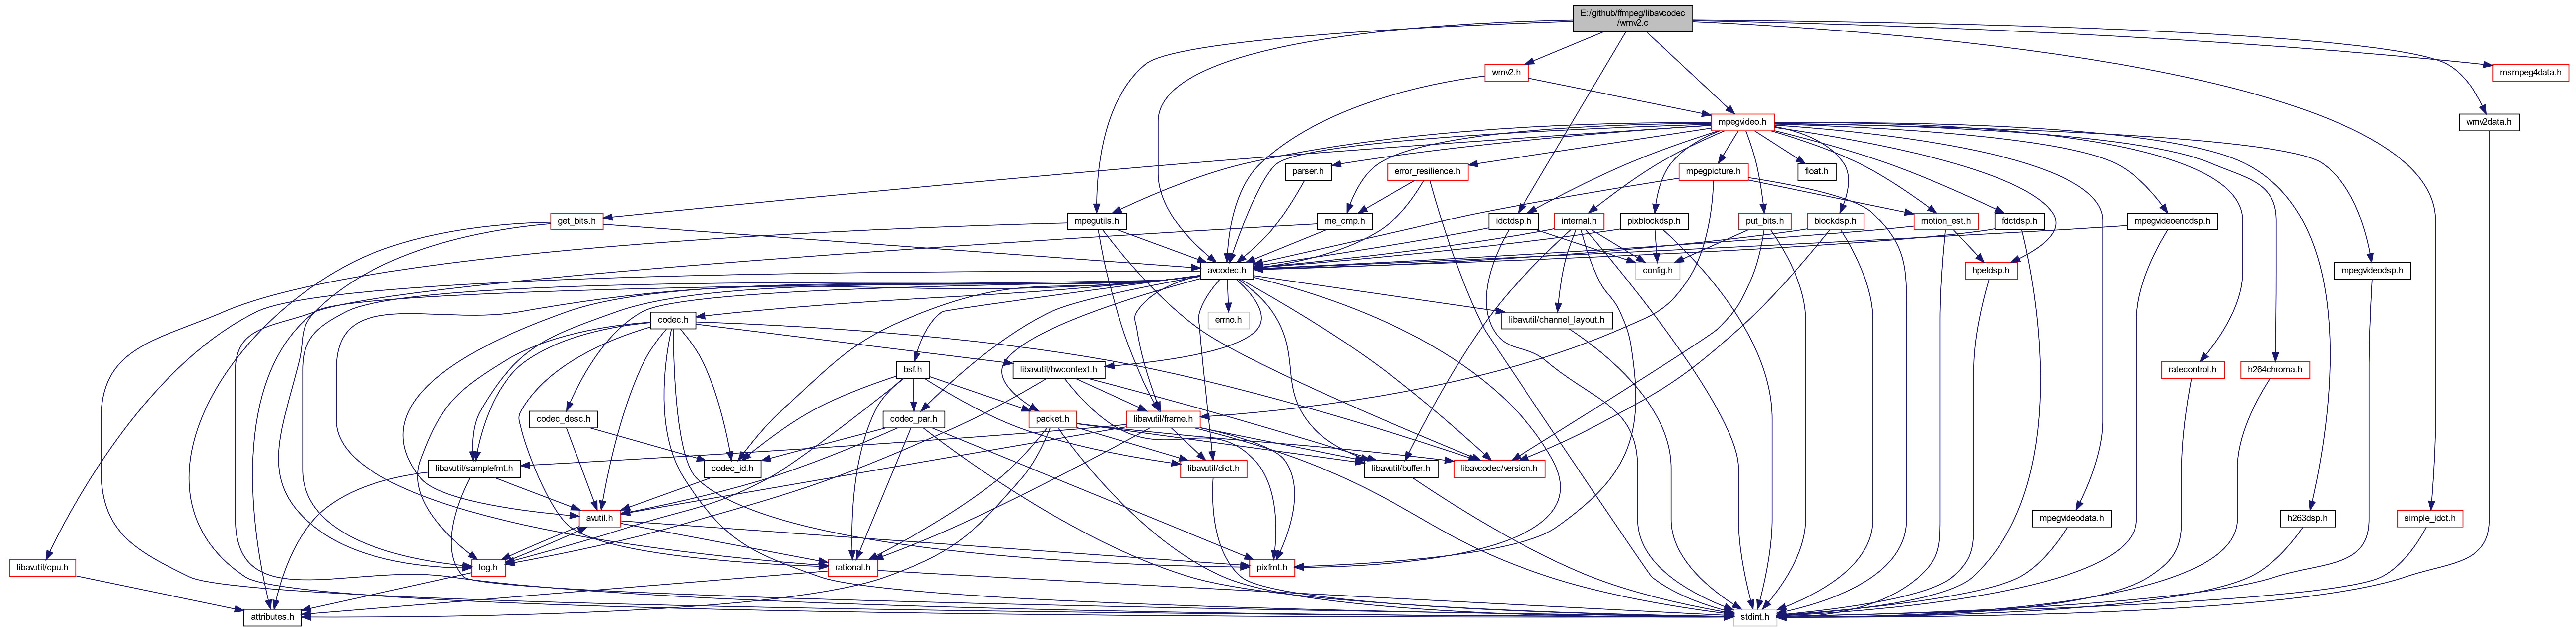 E:/github/ffmpeg/libavcodec
/wmv2.c
wmv2.h
msmpeg4data.h
mpegvideo.h
wmv2data.h
parser.h
error_resilience.h
mpegpicture.h
float.h
get_bits.h
mpegutils.h
me_cmp.h
idctdsp.h
internal.h
pixblockdsp.h
put_bits.h
blockdsp.h
motion_est.h
fdctdsp.h
mpegvideoencdsp.h
avcodec.h
config.h
hpeldsp.h
mpegvideodsp.h
codec.h
errno.h
libavutil/channel_layout.h
bsf.h
libavutil/hwcontext.h
ratecontrol.h
h264chroma.h
codec_desc.h
codec_par.h
packet.h
libavutil/frame.h
libavutil/samplefmt.h
codec_id.h
libavutil/dict.h
libavutil/buffer.h
libavcodec/version.h
avutil.h
mpegvideodata.h
h263dsp.h
simple_idct.h
libavutil/cpu.h
log.h
rational.h
pixfmt.h
attributes.h
stdint.h